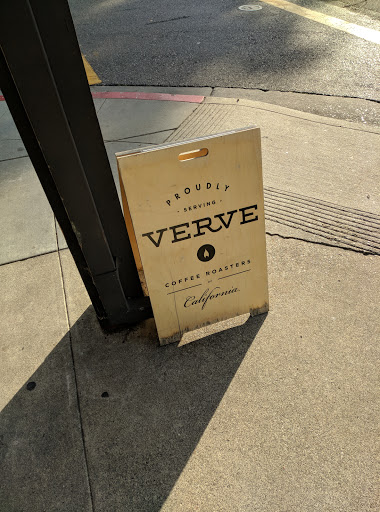 PROUDLY
· SERVING ·
VERVE
COFFEE ROASTERS
California